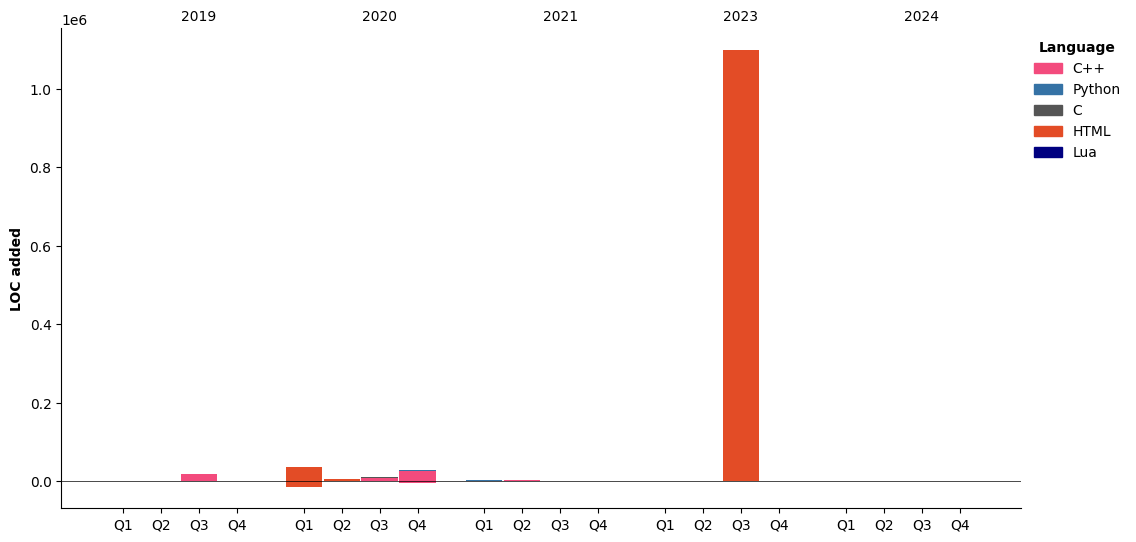 2019 2020 2021 2023 2024
1e6
Language
C++
Python
C
HTML
Lua
LOC added
1.0
0.8
0.6
0.4
0.2
0.0
Q1 Q2 Q3 Q4 Q1 Q2 Q3 Q4 Q1 Q2 Q3 Q4 Q1 Q2 Q3 Q4 Q1 Q2 Q3 Q4